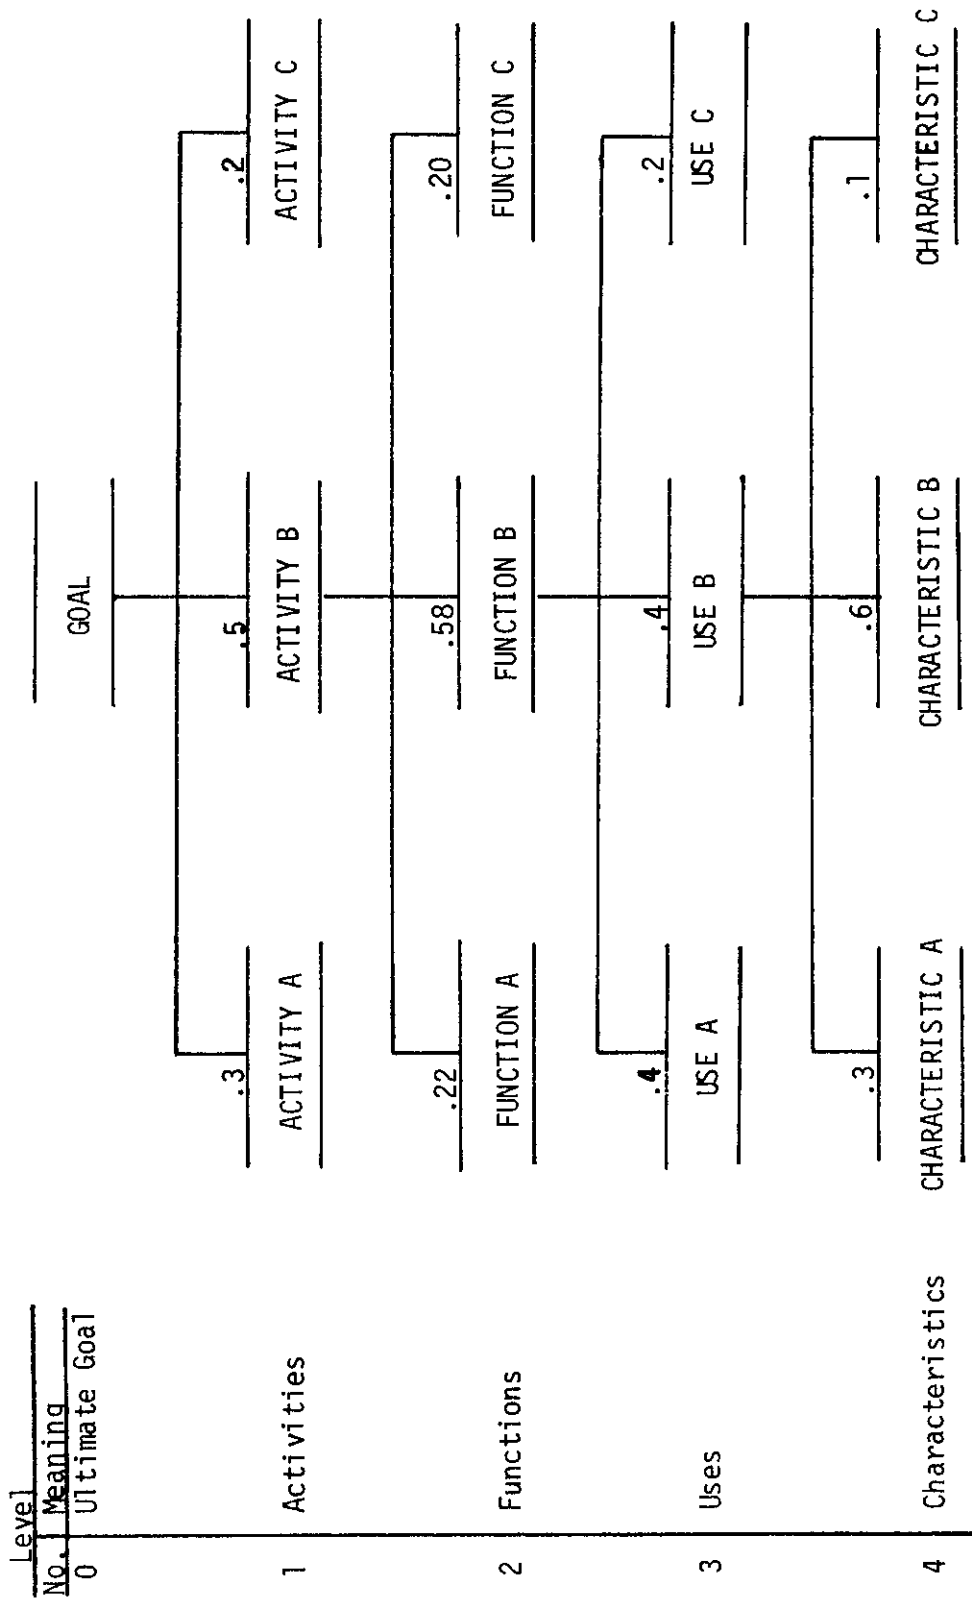 Level
No. Meaning
0 Ultimate Goal
GOAL
.3 .5 .2
1 Activities ACTIVITY A ACTIVITY B ACTIVITY C
.22 .58 .20
2 Functions FUNCTION A FUNCTION B FUNCTION C
.4 .4 .2
3 Uses USE A USE B USE C
.3 .6 .1
4 Characteristics CHARACTERISTIC A CHARACTERISTIC B CHARACTERISTIC C